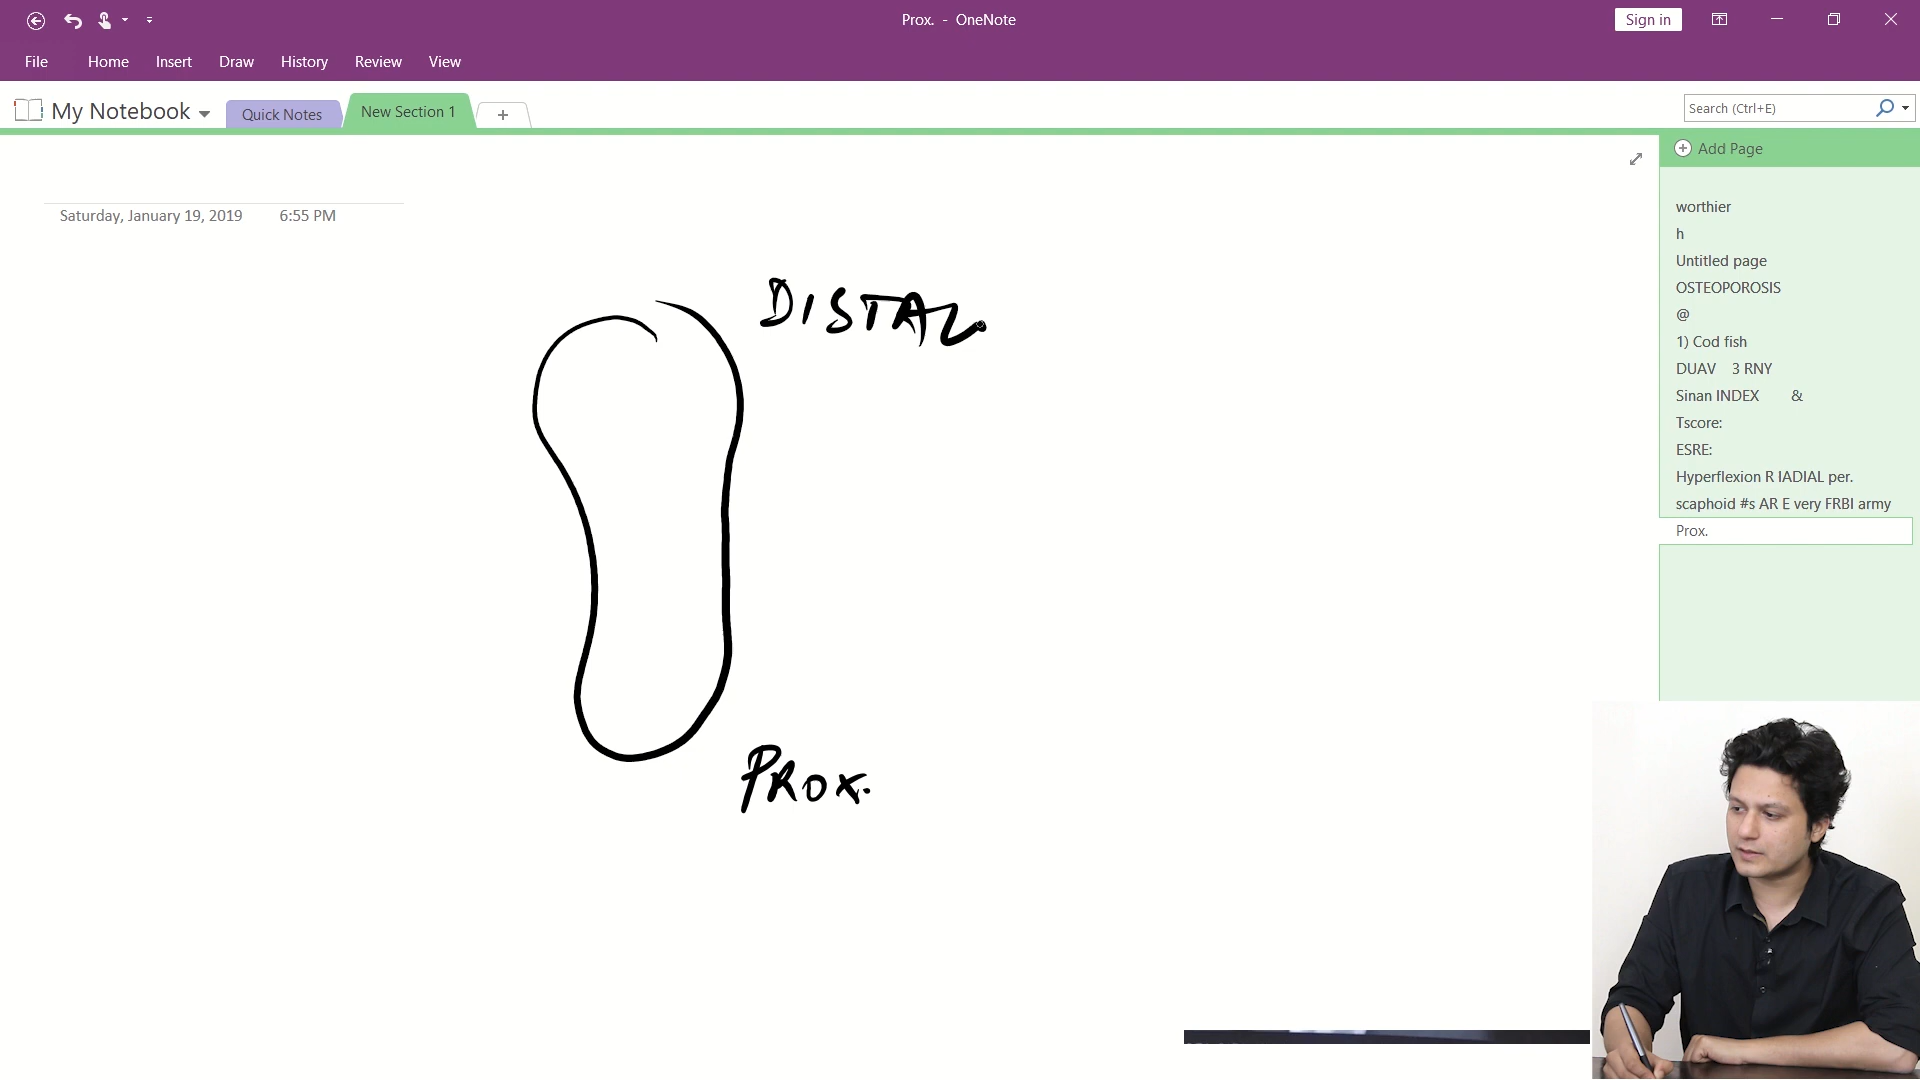 Prox. - OneNote
Sign in
File Home Insert Draw History Review View
My Notebook Quick Notes New Section 1 +
Search (Ctrl+E)
Add Page
Saturday, January 19, 2019 6:55 PM
worthier
h
Untitled page
OSTEOPOROSIS
@
1) Cod fish
DUAV 3 RNY
Sinan INDEX &
Tscore:
ESRE:
Hyperflexion R IADIAL per.
scaphoid #s AR E very FRBI army
Prox.
DISTAL
PROX.